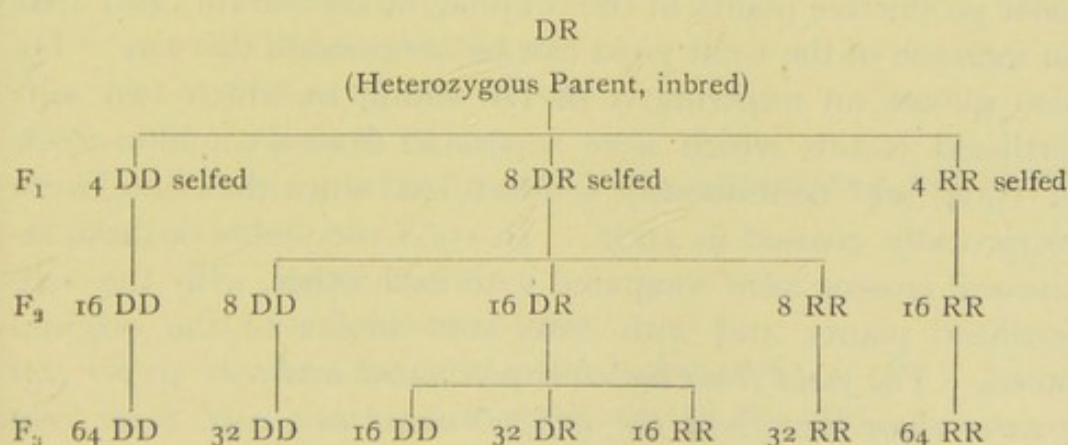 DR
(Heterozygous Parent, inbred)
F₁ 4 DD selfed 8 DR selfed 4 RR selfed
F₂ 16 DD 8 DD 16 DR 8 RR 16 RR
F₃ 64 DD 32 DD 16 DD 32 DR 16 RR 32 RR 64 RR